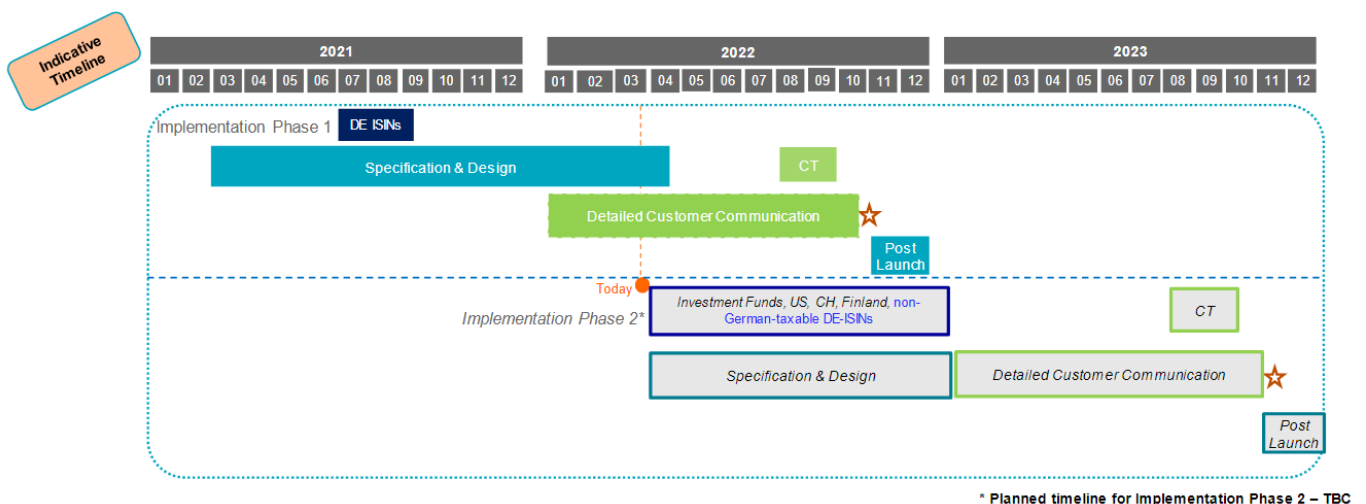 Indicative
Timeline
2021
2022
2023
01 02 03 04 05 06 07 08 09 10 11 12
01 02 03 04 05 06 07 08 09 10 11 12
01 02 03 04 05 06 07 08 09 10 11 12
Implementation Phase 1
DE ISINs
Specification & Design
CT
Detailed Customer Communication
Post
Launch
Today
Implementation Phase 2*
Investment Funds, US, CH, Finland, non-
German-taxable DE-ISINs
CT
Specification & Design
Detailed Customer Communication
Post
Launch
* Planned timeline for Implementation Phase 2 – TBC